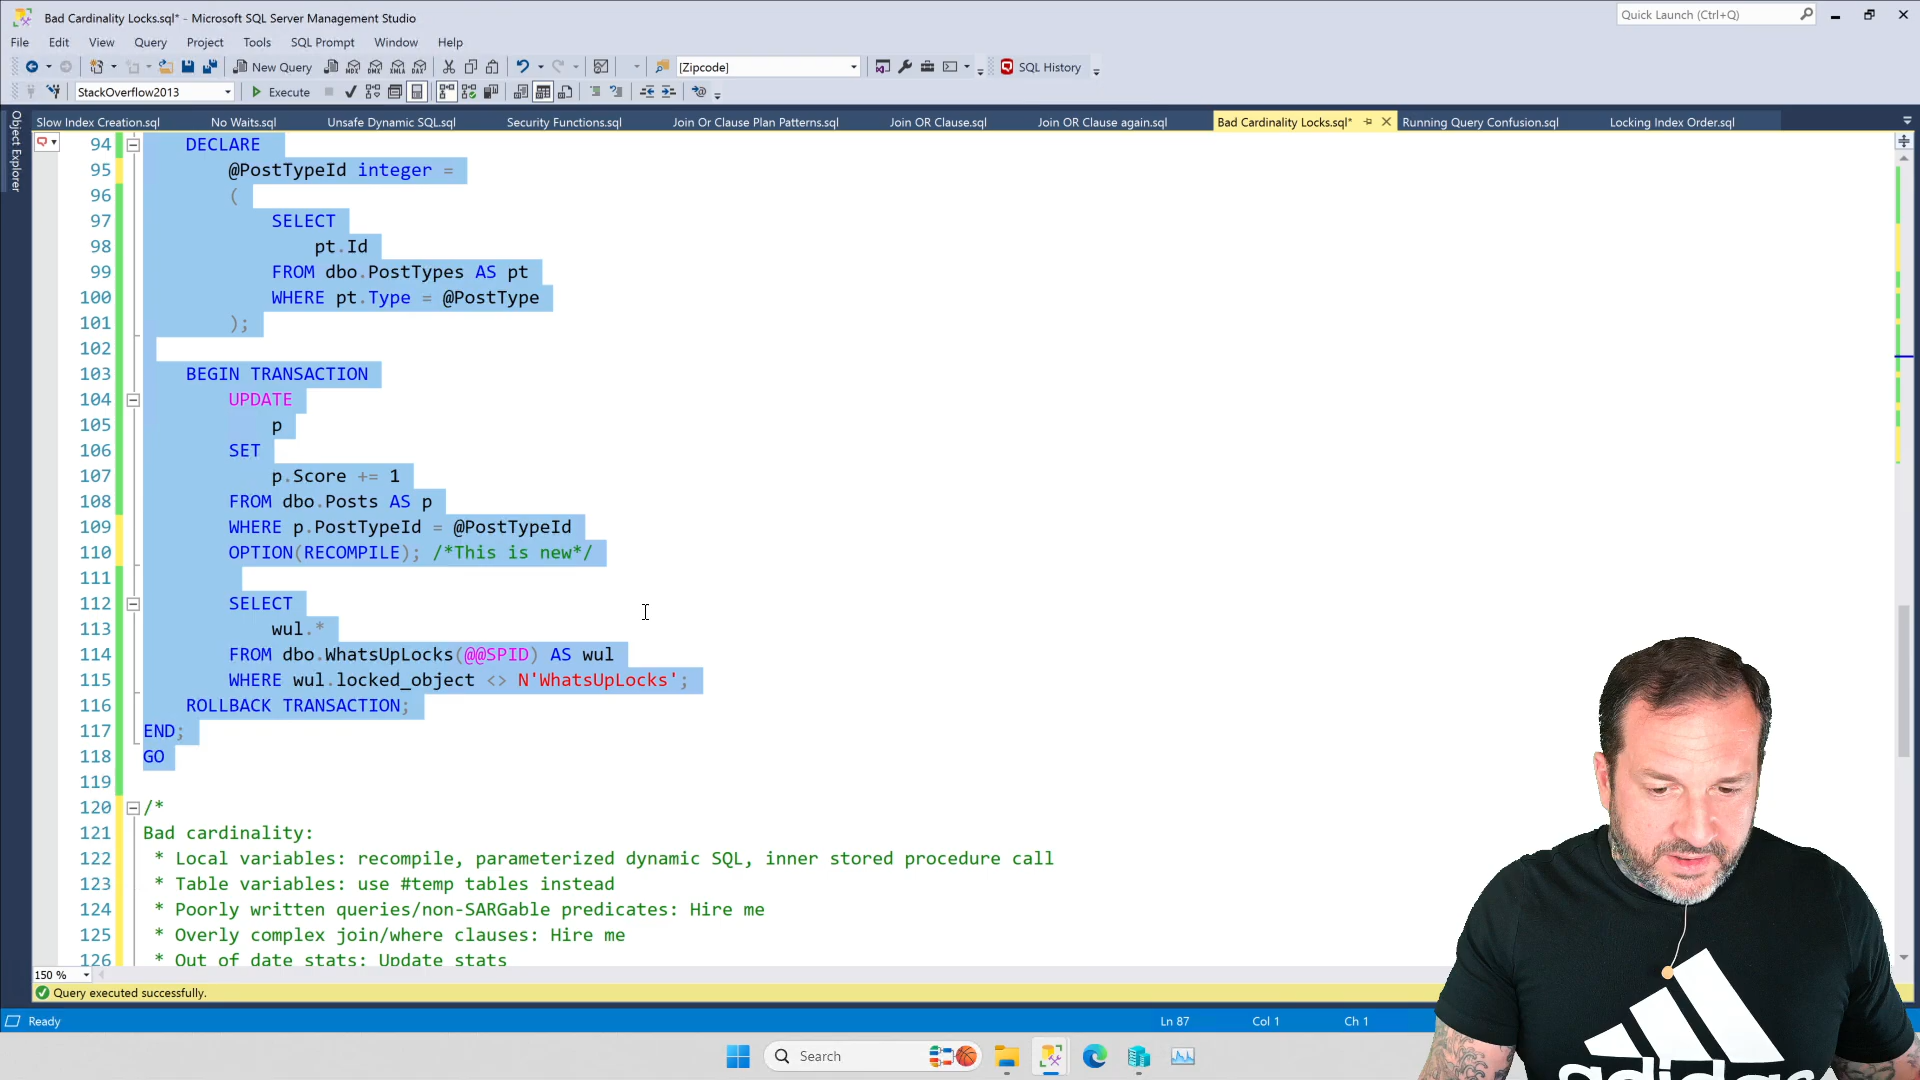 Bad Cardinality Locks.sql* - Microsoft SQL Server Management Studio
Quick Launch (Ctrl+Q)
File Edit View Query Project Tools SQL Prompt Window Help
New Query [Zipcode] SQL History
StackOverflow2013 Execute
Slow Index Creation.sql No Waits.sql Unsafe Dynamic SQL.sql Security Functions.sql Join Or Clause Plan Patterns.sql Join OR Clause.sql Join OR Clause again.sql Bad Cardinality Locks.sql* Running Query Confusion.sql Locking Index Order.sql
Object Explorer
94 DECLARE
95 @PostTypeId integer =
96 (
97 SELECT
98 pt.Id
99 FROM dbo.PostTypes AS pt
100 WHERE pt.Type = @PostType
101 );
102
103 BEGIN TRANSACTION
104 UPDATE
105 p
106 SET
107 p.Score += 1
108 FROM dbo.Posts AS p
109 WHERE p.PostTypeId = @PostTypeId
110 OPTION(RECOMPILE); /*This is new*/
111
112 SELECT
113 wul.*
114 FROM dbo.WhatsUpLocks(@@SPID) AS wul
115 WHERE wul.locked_object <> N'WhatsUpLocks';
116 ROLLBACK TRANSACTION;
117 END;
118 GO
119
120 /*
121 Bad cardinality:
122 * Local variables: recompile, parameterized dynamic SQL, inner stored procedure call
123 * Table variables: use #temp tables instead
124 * Poorly written queries/non-SARGable predicates: Hire me
125 * Overly complex join/where clauses: Hire me
126 * Out of date stats: Update stats
150 %
Query executed successfully.
Ready Ln 87 Col 1 Ch 1
Search
adidas